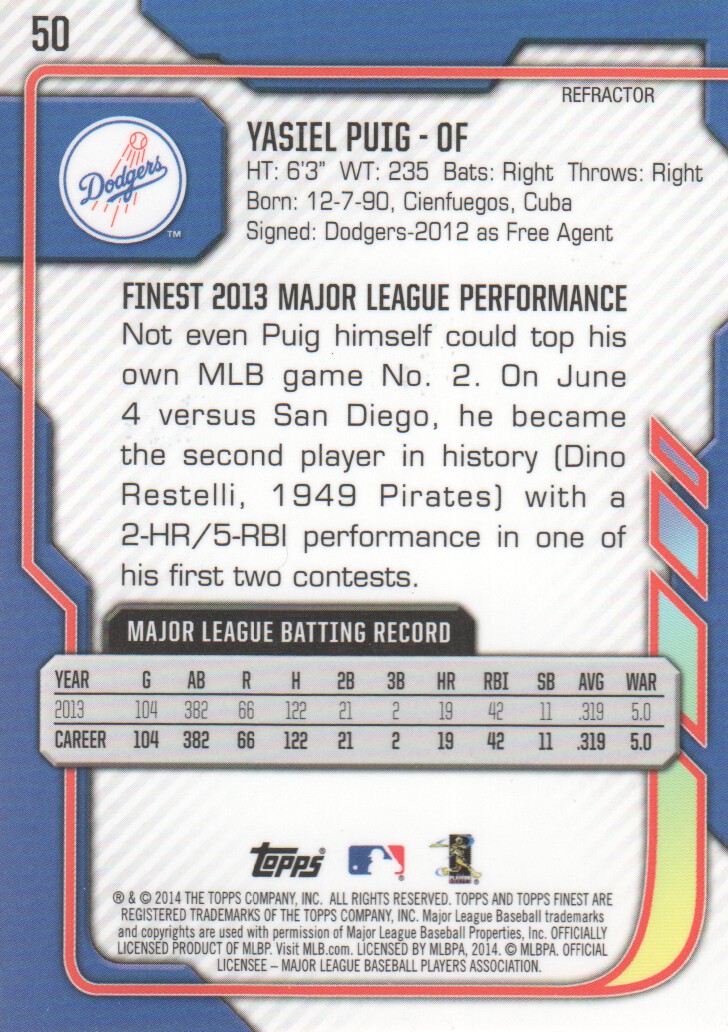 50
REFRACTOR
Dodgers
TM
YASIEL PUIG - OF
HT: 6'3" WT: 235 Bats: Right Throws: Right
Born: 12-7-90, Cienfuegos, Cuba
Signed: Dodgers-2012 as Free Agent
FINEST 2013 MAJOR LEAGUE PERFORMANCE
Not even Puig himself could top his
own MLB game No. 2. On June
4 versus San Diego, he became
the second player in history (Dino
Restelli, 1949 Pirates) with a
2-HR/5-RBI performance in one of
his first two contests.
MAJOR LEAGUE BATTING RECORD
YEAR G AB R H 2B 3B HR RBI SB AVG WAR
2013 104 382 66 122 21 2 19 42 11 .319 5.0
CAREER 104 382 66 122 21 2 19 42 11 .319 5.0
Topps®
® & © 2014 THE TOPPS COMPANY, INC. ALL RIGHTS RESERVED. TOPPS AND TOPPS FINEST ARE
REGISTERED TRADEMARKS OF THE TOPPS COMPANY, INC. Major League Baseball trademarks
and copyrights are used with permission of Major League Baseball Properties, Inc. OFFICIALLY
LICENSED PRODUCT OF MLBP. Visit MLB.com. LICENSED BY MLBPA, 2014. © MLBPA. OFFICIAL
LICENSEE – MAJOR LEAGUE BASEBALL PLAYERS ASSOCIATION.